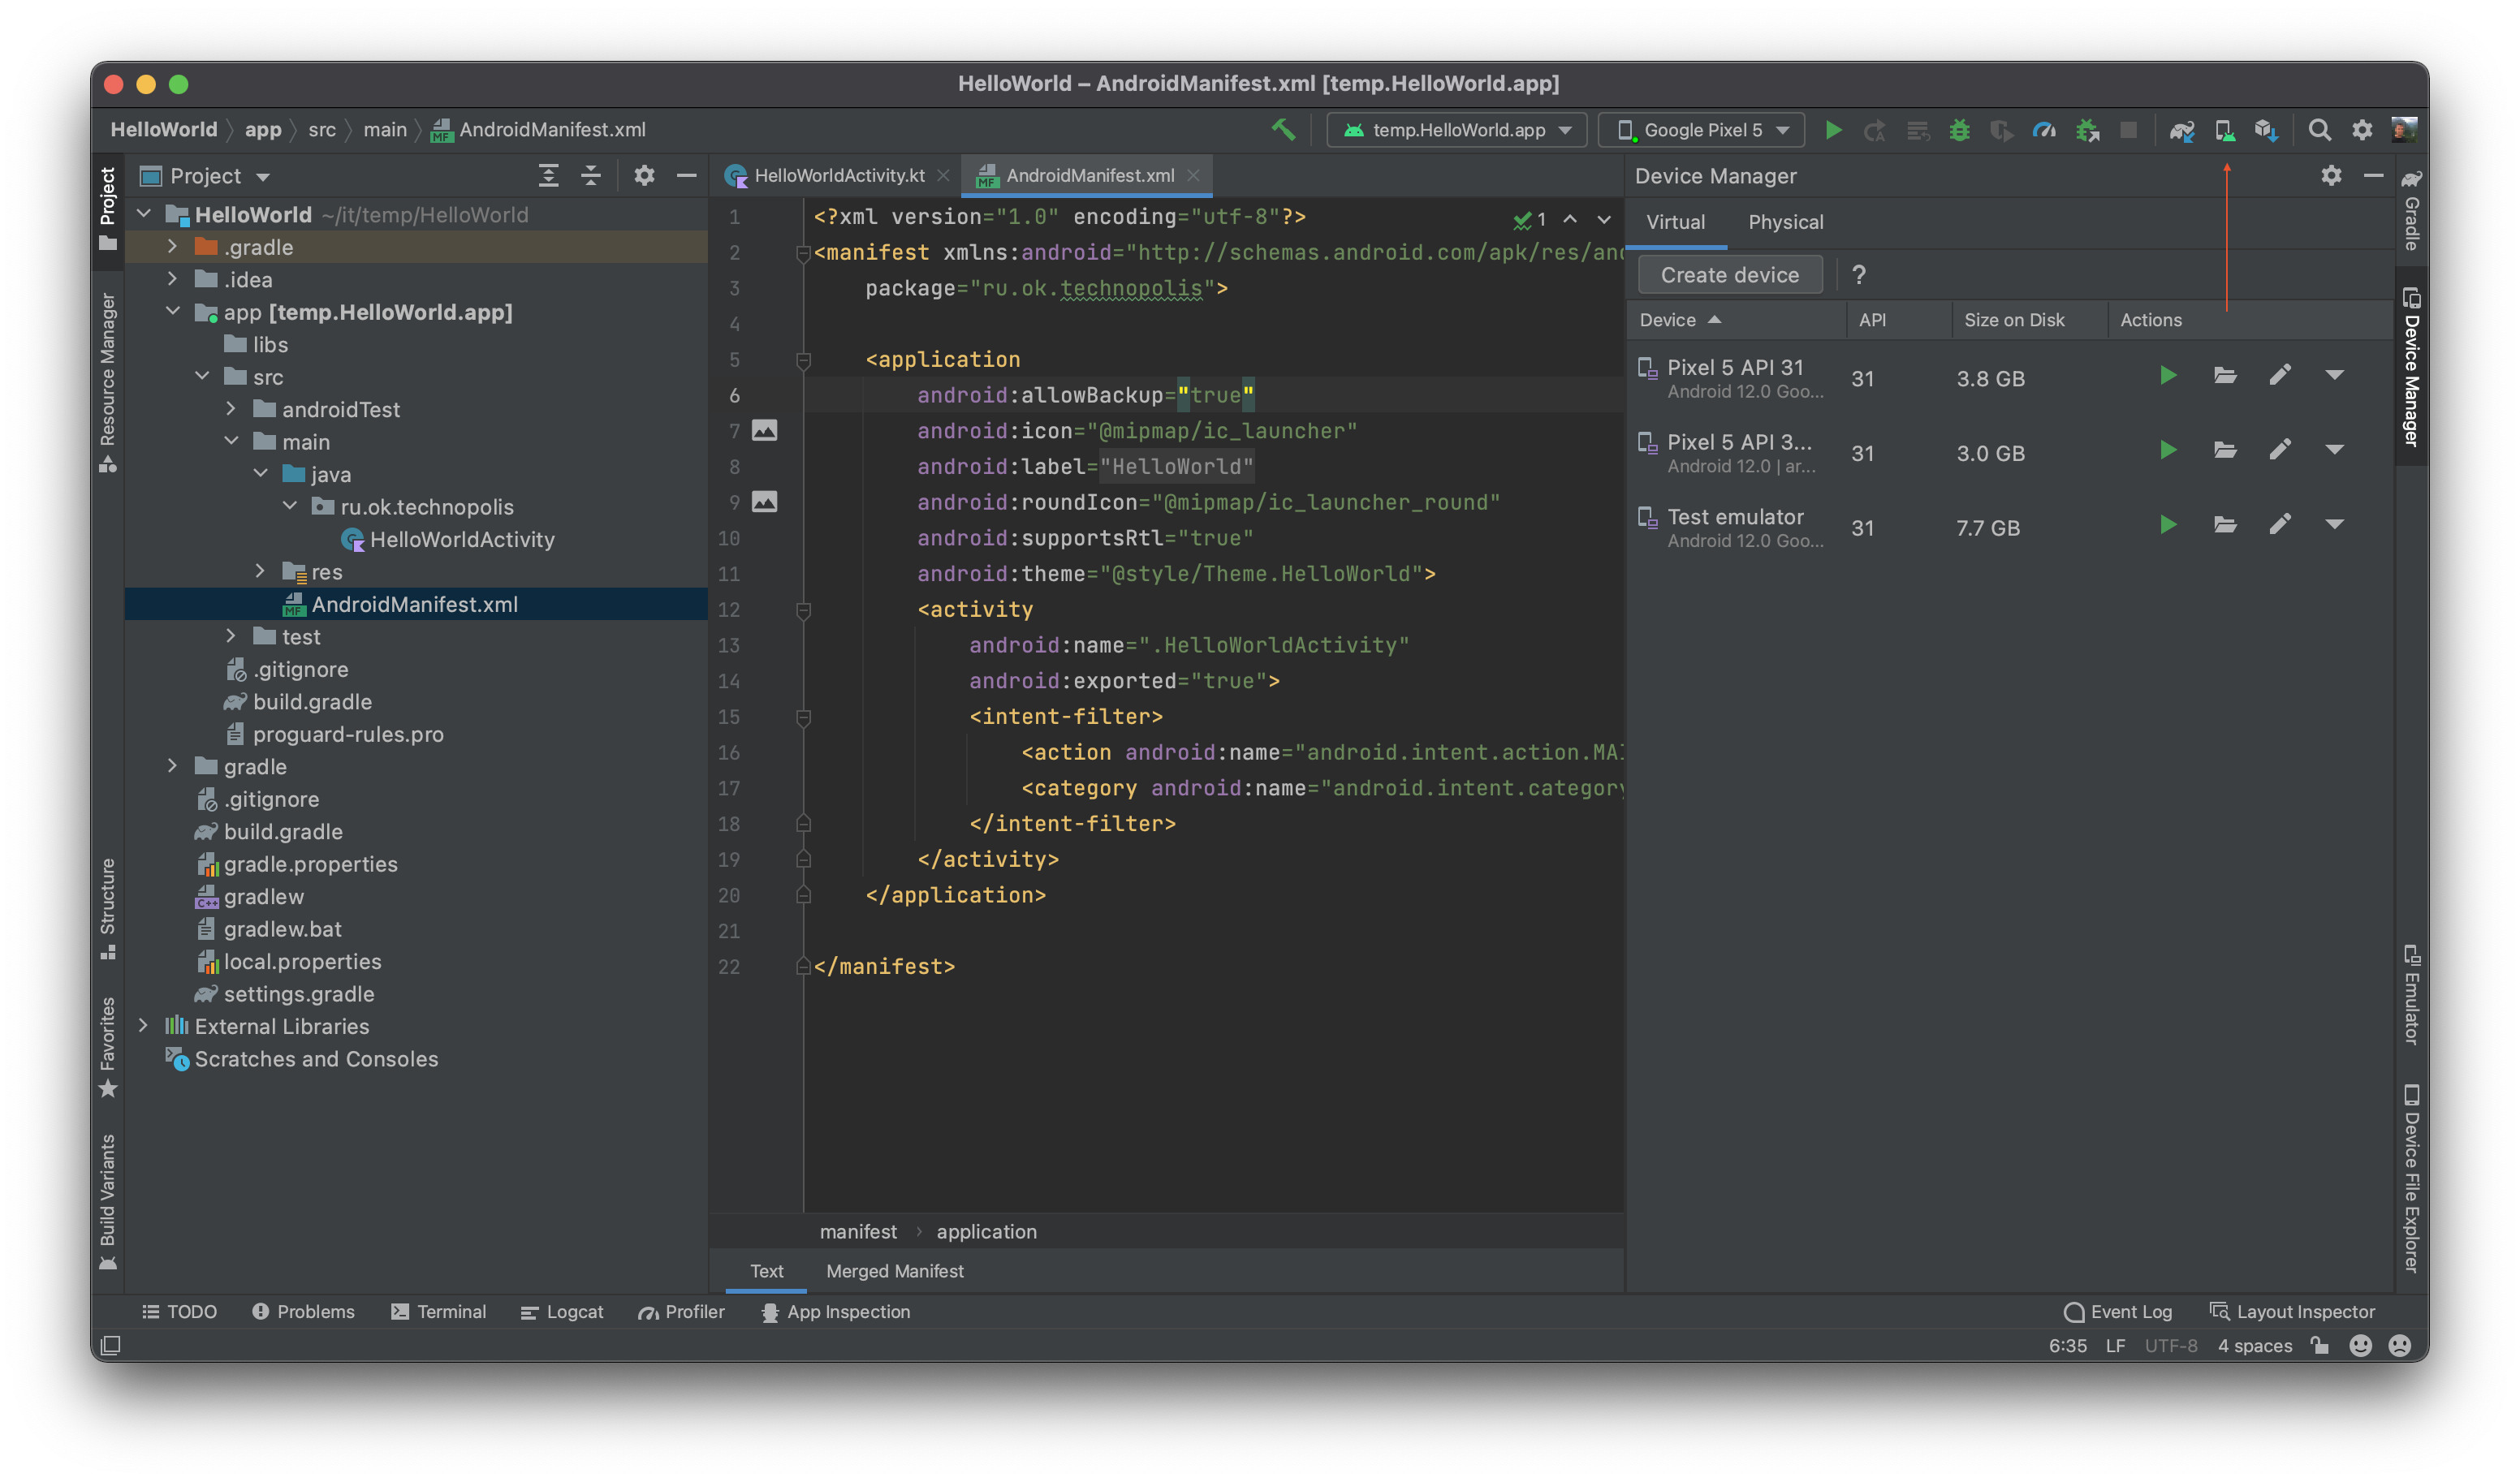 HelloWorld – AndroidManifest.xml [temp.HelloWorld.app]
HelloWorld app src main AndroidManifest.xml
temp.HelloWorld.app
Google Pixel 5
Project
Resource Manager
Structure
Favorites
Build Variants
Project
HelloWorld ~/it/temp/HelloWorld
.gradle
.idea
app [temp.HelloWorld.app]
libs
src
androidTest
main
java
ru.ok.technopolis
HelloWorldActivity
res
AndroidManifest.xml
test
.gitignore
build.gradle
proguard-rules.pro
gradle
.gitignore
build.gradle
gradle.properties
gradlew
gradlew.bat
local.properties
settings.gradle
External Libraries
Scratches and Consoles
HelloWorldActivity.kt
AndroidManifest.xml
1
1 <?xml version="1.0" encoding="utf-8"?>
2 <manifest xmlns:android="http://schemas.android.com/apk/res/and
3 package="ru.ok.technopolis">
4
5 <application
6 android:allowBackup="true"
7 android:icon="@mipmap/ic_launcher"
8 android:label="HelloWorld"
9 android:roundIcon="@mipmap/ic_launcher_round"
10 android:supportsRtl="true"
11 android:theme="@style/Theme.HelloWorld">
12 <activity
13 android:name=".HelloWorldActivity"
14 android:exported="true">
15 <intent-filter>
16 <action android:name="android.intent.action.MAI
17 <category android:name="android.intent.category
18 </intent-filter>
19 </activity>
20 </application>
21
22 </manifest>
manifest application
Text Merged Manifest
Device Manager
Virtual Physical
Create device ?
Device API Size on Disk Actions
Pixel 5 API 31
Android 12.0 Goo...
31 3.8 GB
Pixel 5 API 3...
Android 12.0 | ar...
31 3.0 GB
Test emulator
Android 12.0 Goo...
31 7.7 GB
Gradle
Device Manager
Emulator
Device File Explorer
TODO Problems Terminal Logcat Profiler App Inspection
Event Log Layout Inspector
6:35 LF UTF-8 4 spaces